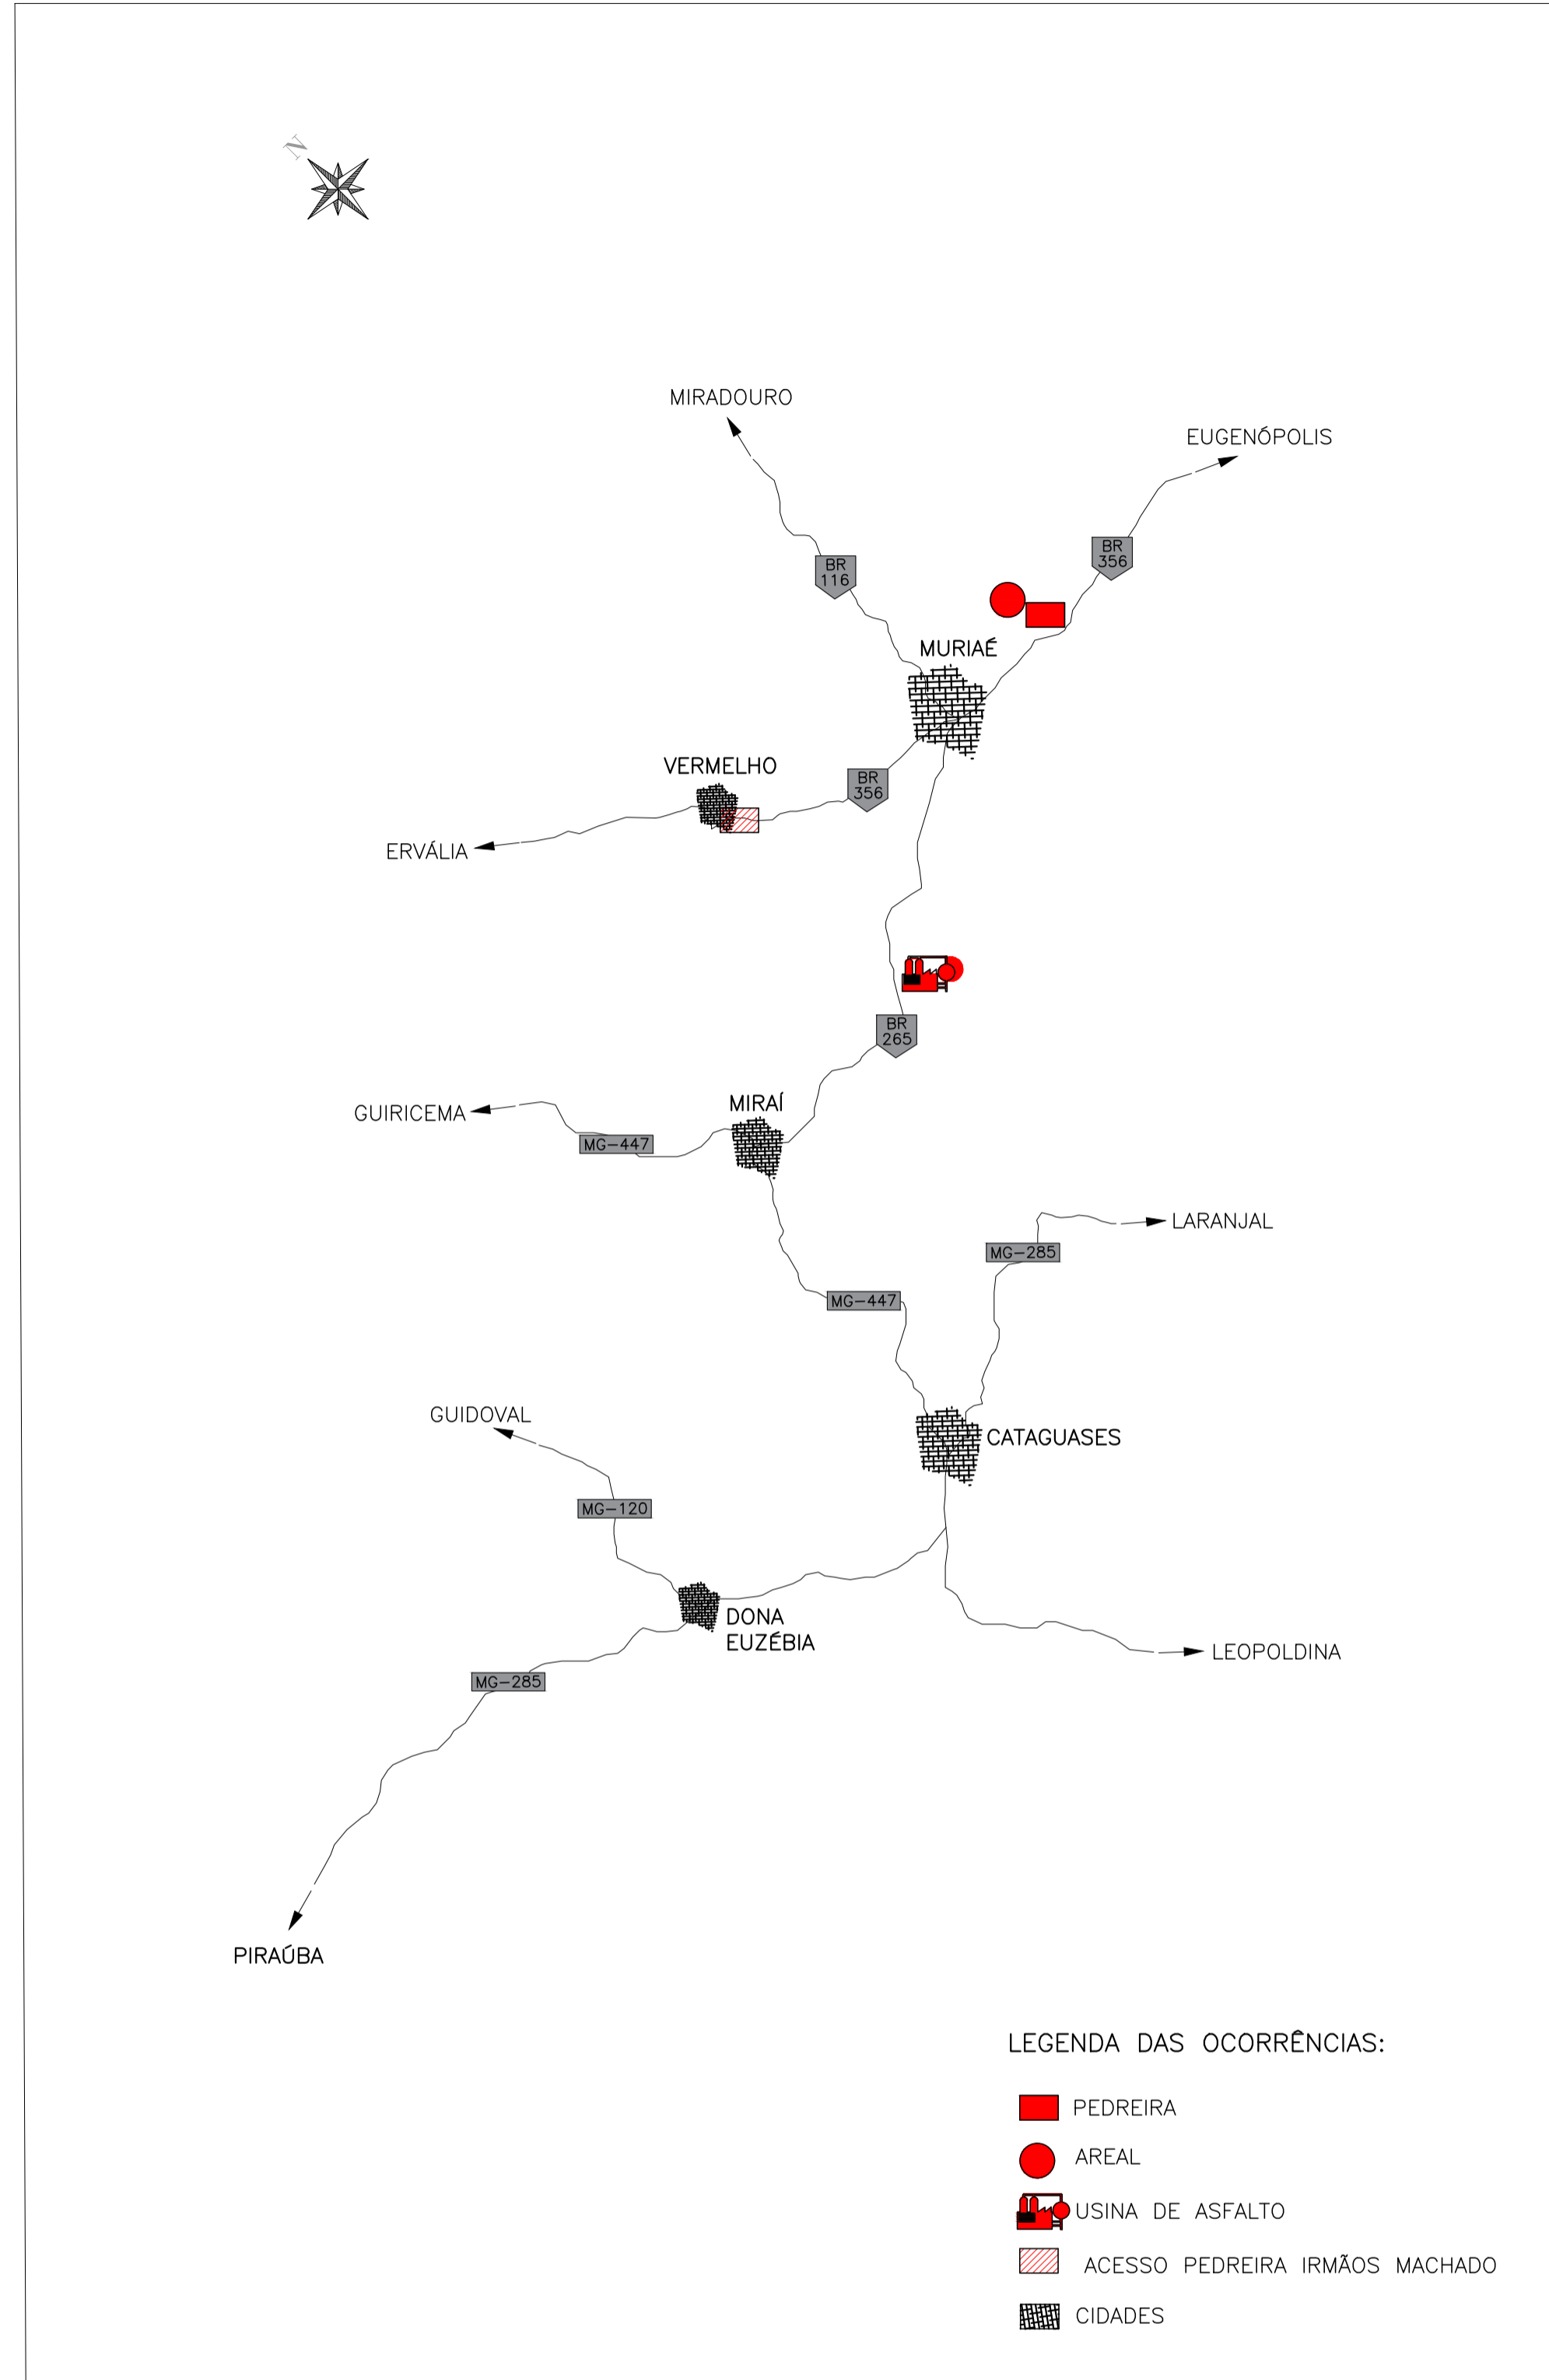 N
MIRADOURO
EUGENÓPOLIS
BR
356
BR
116
MURIAÉ
VERMELHO
BR
356
ERVÁLIA
BR
265
MIRAÍ
GUIRICEMA
MG-447
LARANJAL
MG-285
MG-447
GUIDOVAL
CATAGUASES
MG-120
DONA
EUZÉBIA
LEOPOLDINA
MG-285
PIRAÚBA
LEGENDA DAS OCORRÊNCIAS:
PEDREIRA
AREAL
USINA DE ASFALTO
ACESSO PEDREIRA IRMÃOS MACHADO
CIDADES